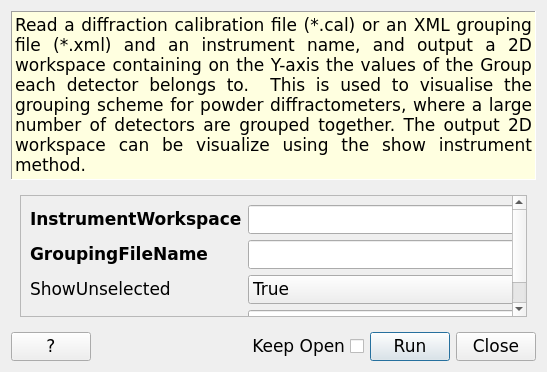 Read a diffraction calibration file (*.cal) or an XML grouping
file (*.xml) and an instrument name, and output a 2D
workspace containing on the Y-axis the values of the Group
each detector belongs to.  This is used to visualise the
grouping scheme for powder diffractometers, where a large
number of detectors are grouped together. The output 2D
workspace can be visualize using the show instrument
method.
InstrumentWorkspace
GroupingFileName
ShowUnselected True
? Keep Open Run Close